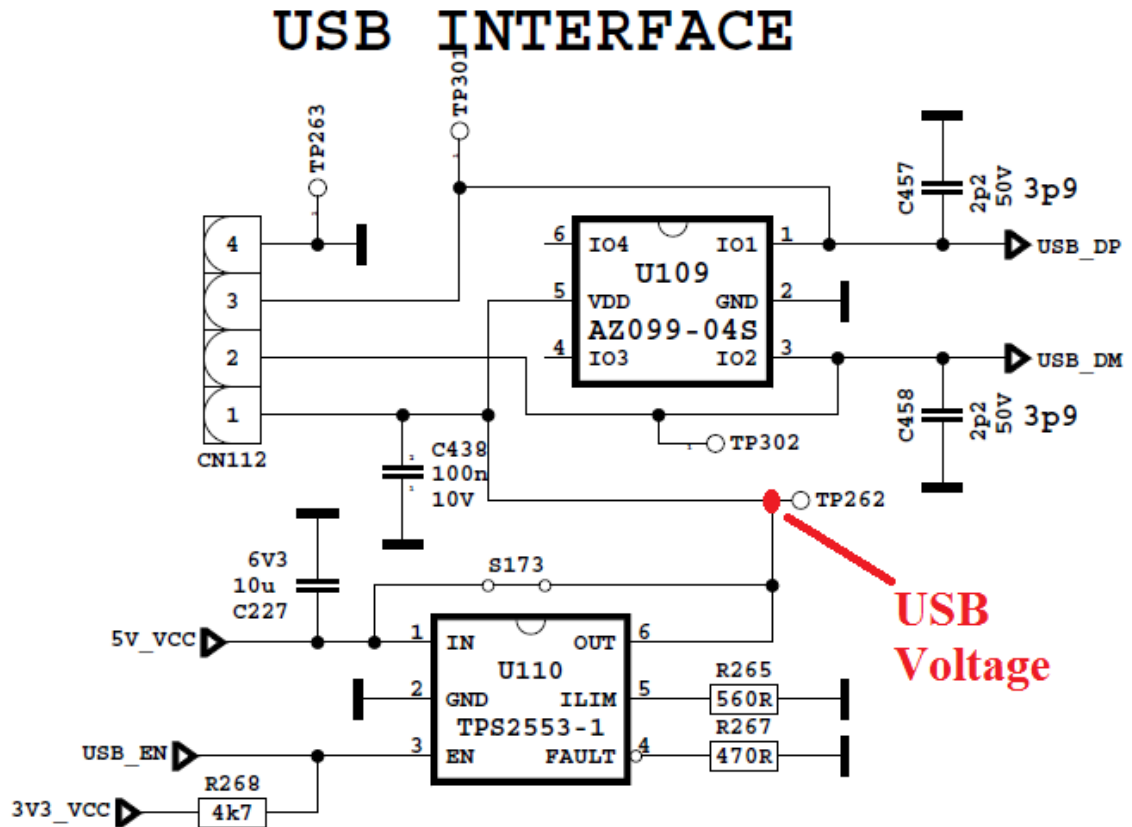 USB INTERFACE
TP301
TP263
C457
2p2
50V
3p9
4
3
2
1
CN112
6 IO4 IO1 1
U109
5 VDD GND 2
AZ099-04S
4 IO3 IO2 3
USB_DP
USB_DM
C458
2p2
50V
3p9
TP302
C438
100n
10V
TP262
USB
Voltage
6V3
10u
C227
S173
5V_VCC
1 IN OUT 6
U110
2 GND ILIM 5
TPS2553-1
3 EN FAULT 4
R265
560R
R267
470R
USB_EN
R268
4k7
3V3_VCC